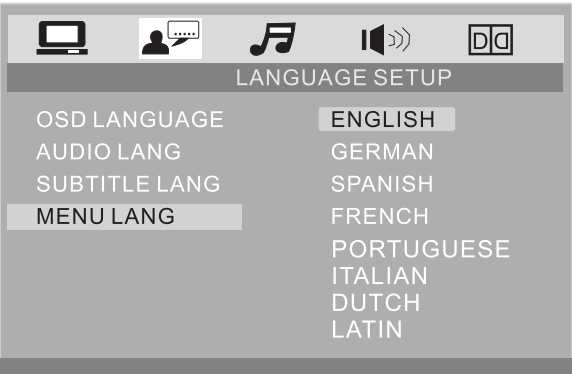 LANGUAGE SETUP
OSD LANGUAGE
AUDIO LANG
SUBTITLE LANG
MENU LANG
ENGLISH
GERMAN
SPANISH
FRENCH
PORTUGUESE
ITALIAN
DUTCH
LATIN